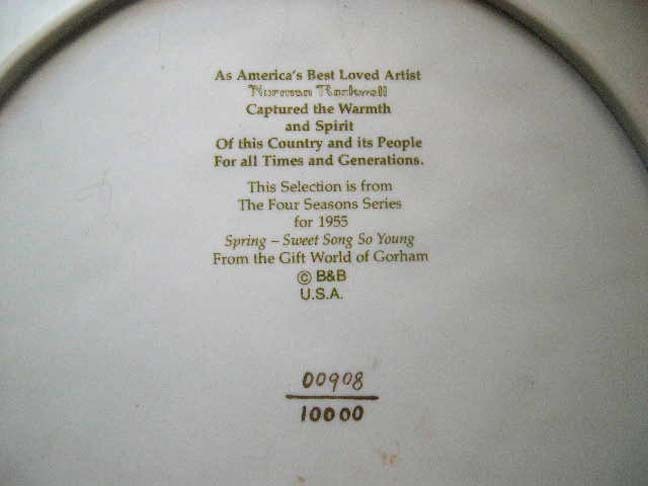 As America's Best Loved Artist
Norman Rockwell
Captured the Warmth
and Spirit
Of this Country and its People
For all Times and Generations.
This Selection is from
The Four Seasons Series
for 1955
Spring – Sweet Song So Young
From the Gift World of Gorham
© B&B
U.S.A.
00908
10000